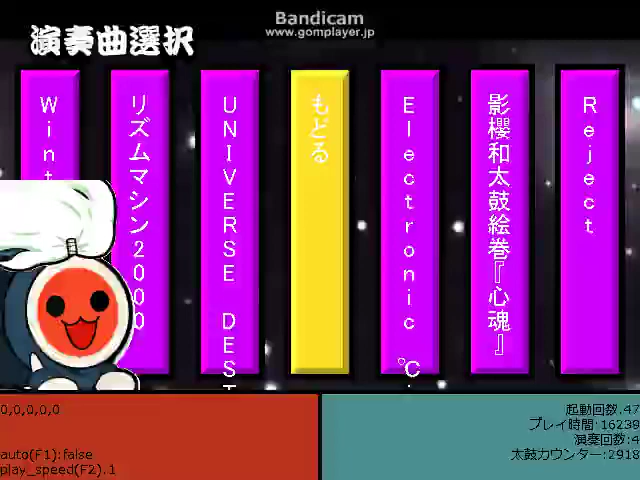 Bandicam
www.gomplayer.jp
演奏曲選択
Wint
リズムマシン2000
UNIVERSE DEST
もどる
Electronic Ci
影櫻和太鼓絵巻『心魂』
Reject
0,0,0,0,0
auto(F1):false
play_speed(F2).1
起動回数.47
プレイ時間:16239
演奏回数:4
太鼓カウンター:2918